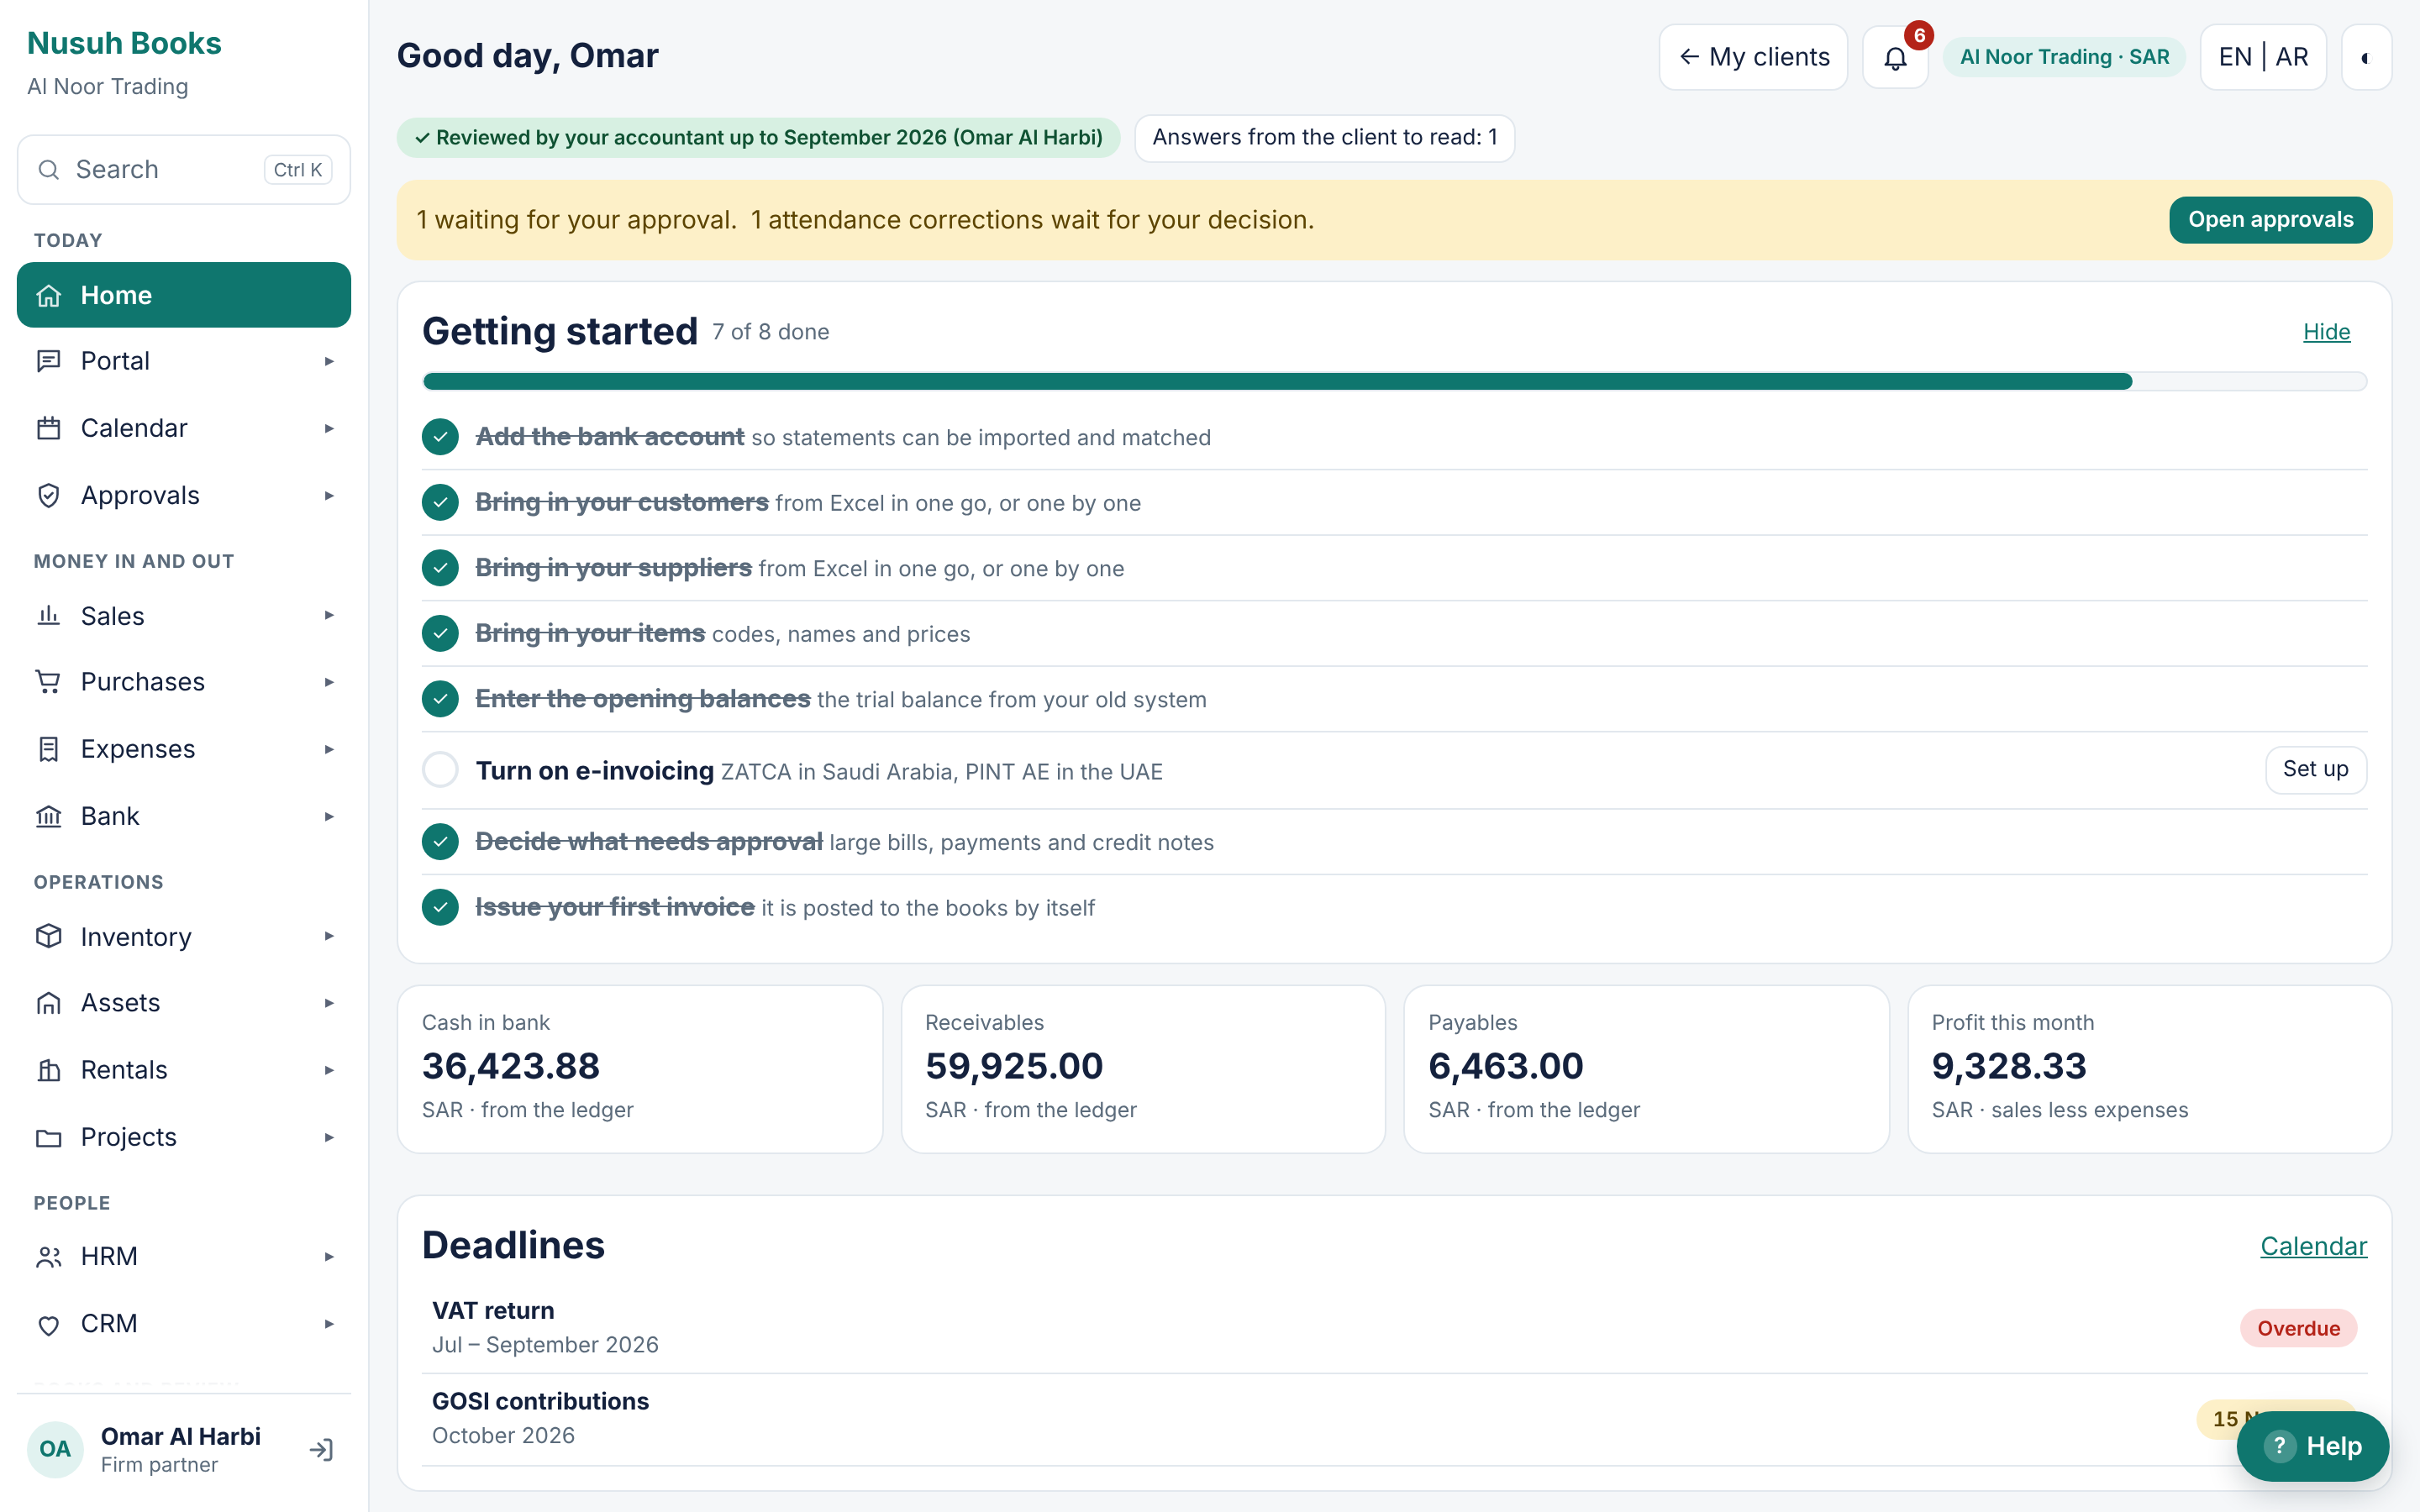 Nusuh Books
Al Noor Trading
Search
Ctrl K
TODAY
Home
Portal
Calendar
Approvals
MONEY IN AND OUT
Sales
Purchases
Expenses
Bank
OPERATIONS
Inventory
Assets
Rentals
Projects
PEOPLE
HRM
CRM
OA
Omar Al Harbi
Firm partner
Good day, Omar
← My clients
6
Al Noor Trading · SAR
EN | AR
✓ Reviewed by your accountant up to September 2026 (Omar Al Harbi)
Answers from the client to read: 1
1 waiting for your approval. 1 attendance corrections wait for your decision.
Open approvals
Getting started 7 of 8 done
Hide
Add the bank account so statements can be imported and matched
Bring in your customers from Excel in one go, or one by one
Bring in your suppliers from Excel in one go, or one by one
Bring in your items codes, names and prices
Enter the opening balances the trial balance from your old system
Turn on e-invoicing ZATCA in Saudi Arabia, PINT AE in the UAE
Set up
Decide what needs approval large bills, payments and credit notes
Issue your first invoice it is posted to the books by itself
Cash in bank
36,423.88
SAR · from the ledger
Receivables
59,925.00
SAR · from the ledger
Payables
6,463.00
SAR · from the ledger
Profit this month
9,328.33
SAR · sales less expenses
Deadlines
Calendar
VAT return
Jul – September 2026
Overdue
GOSI contributions
October 2026
15
? Help